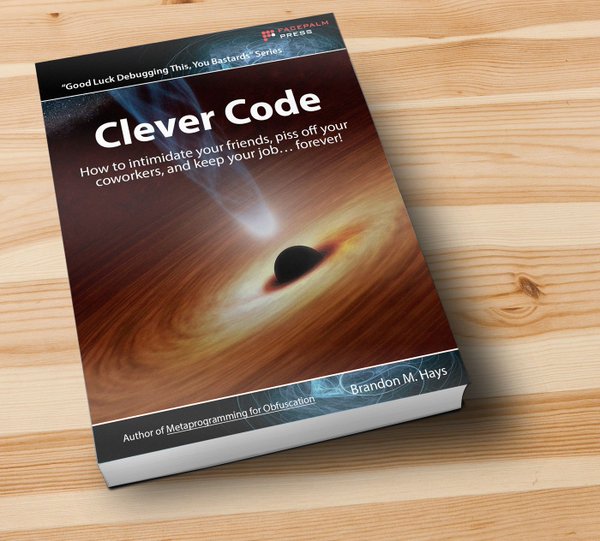 FACEPALM
PRESS
"Good Luck Debugging This, You Bastards" Series
Clever Code
How to intimidate your friends, piss off your
coworkers, and keep your job… forever!
Brandon M. Hays
Author of Metaprogramming for Obfuscation